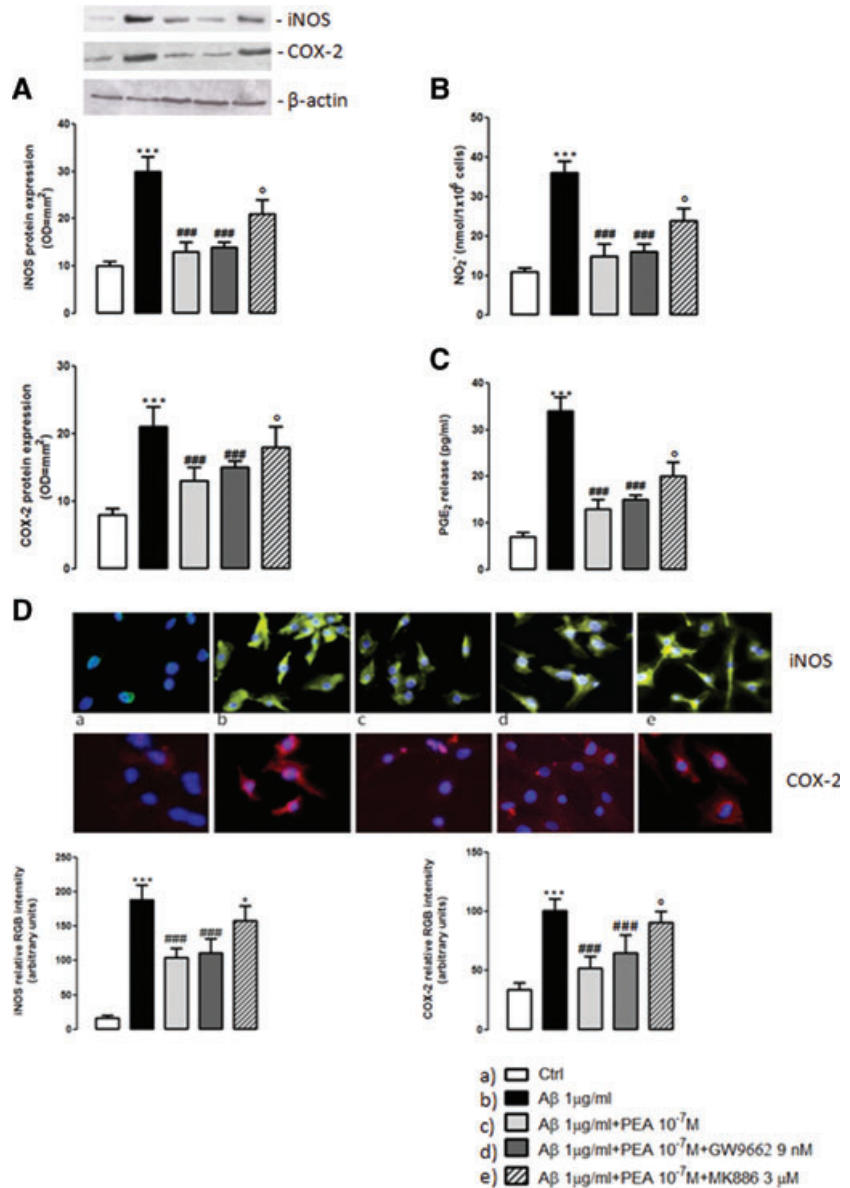 - iNOS
- COX-2
- β-actin
A
iNOS protein expression
(OD=mm²)
40
30
20
10
0
***
###
###
°
B
NO₂⁻ (nmol/1x10⁶ cells)
50
40
30
20
10
0
***
###
###
°
COX-2 protein expression
(OD=mm²)
30
20
10
0
***
###
###
°
C
PGE₂ release (pg/ml)
40
30
20
10
0
***
###
###
°
D
iNOS
a
b
c
d
e
COX-2
iNOS relative RGB intensity
(arbitrary units)
250
200
150
100
50
0
***
###
###
*
COX-2 relative RGB intensity
(arbitrary units)
150
100
50
0
***
###
###
°
a) Ctrl
b) Aβ 1μg/ml
c) Aβ 1μg/ml+PEA 10⁻⁷M
d) Aβ 1μg/ml+PEA 10⁻⁷M+GW9662 9 nM
e) Aβ 1μg/ml+PEA 10⁻⁷M+MK886 3 μM